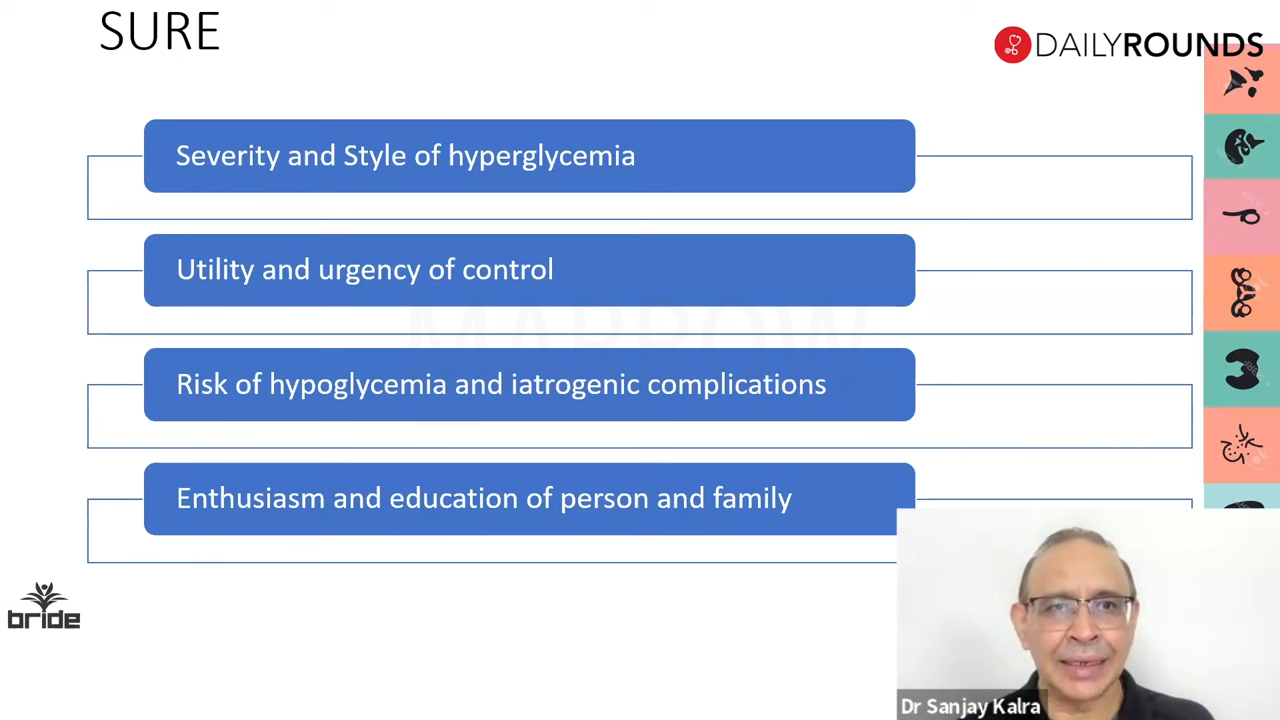 SURE
DAILYROUNDS
Severity and Style of hyperglycemia
Utility and urgency of control
MARROW
Risk of hypoglycemia and iatrogenic complications
Enthusiasm and education of person and family
bride
Dr Sanjay Kalra